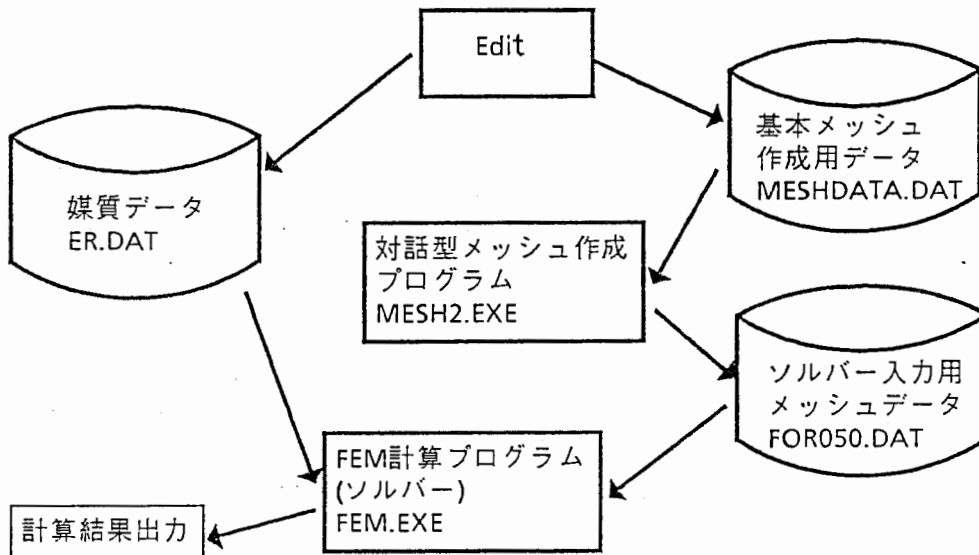 Edit
基本メッシュ
作成用データ
MESHDATA.DAT
媒質データ
ER.DAT
対話型メッシュ作成
プログラム
MESH2.EXE
ソルバー入力用
メッシュデータ
FOR050.DAT
FEM計算プログラム
(ソルバー)
FEM.EXE
計算結果出力